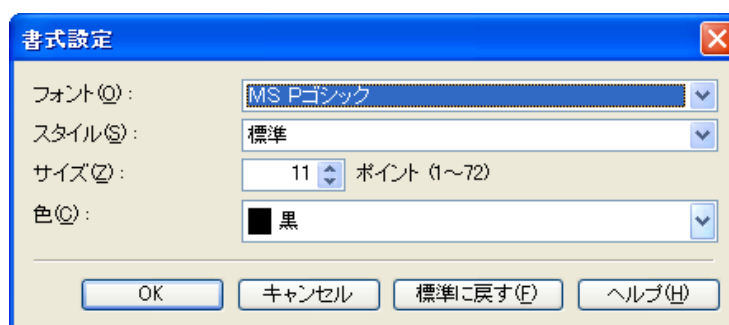 書式設定
フォント(O): MS Pゴシック
スタイル(S): 標準
サイズ(Z): 11 ポイント (1～72)
色(C): 黒
OK キャンセル 標準に戻す(F) ヘルプ(H)